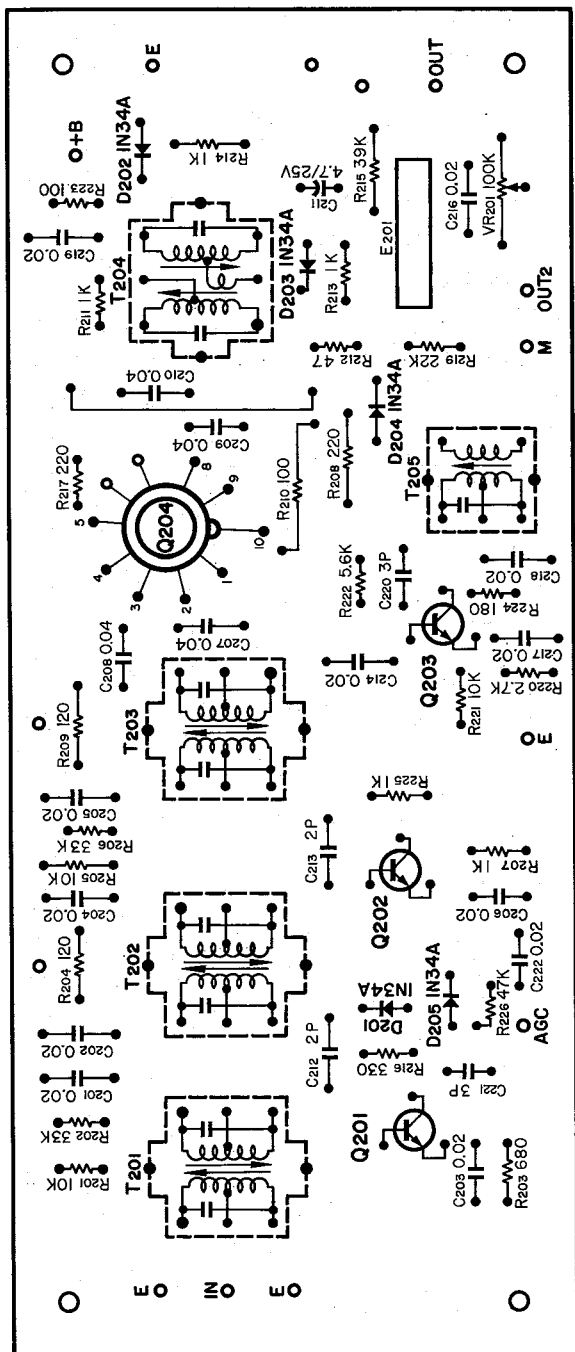 E
OUT
+B
D202 IN34A
R214 1K
4.7/25V
C211
R215 39K
E201
C216 0.02
VR201 100K
R223 100
C219 0.02
T204
R211 1K
D203 IN34A
R213 1K
OUT2
M
R212 47
R219 22K
C210 0.04
C209 0.04
D204 IN34A
R217 220
R210 100
R208 220
T205
Q204
5
4
3
2
1
10
9
8
R222 5.6K
C220 3P
C218 0.02
R224 180
C208 0.04
C207 0.04
C214 0.02
Q203
C217 0.02
R220 2.7K
R221 10K
E
T203
R209 120
C205 0.02
R206 33K
R205 10K
C204 0.02
R225 1K
C213 2P
Q202
R207 1K
C206 0.02
T202
R204 120
C202 0.02
C201 0.02
R202 33K
R201 10K
C212 2P
D201 IN34A
D205 IN34A
R226 47K
C222 0.02
AGC
R216 330
C221 3P
T201
Q201
C203 0.02
R203 680
E
IN
E